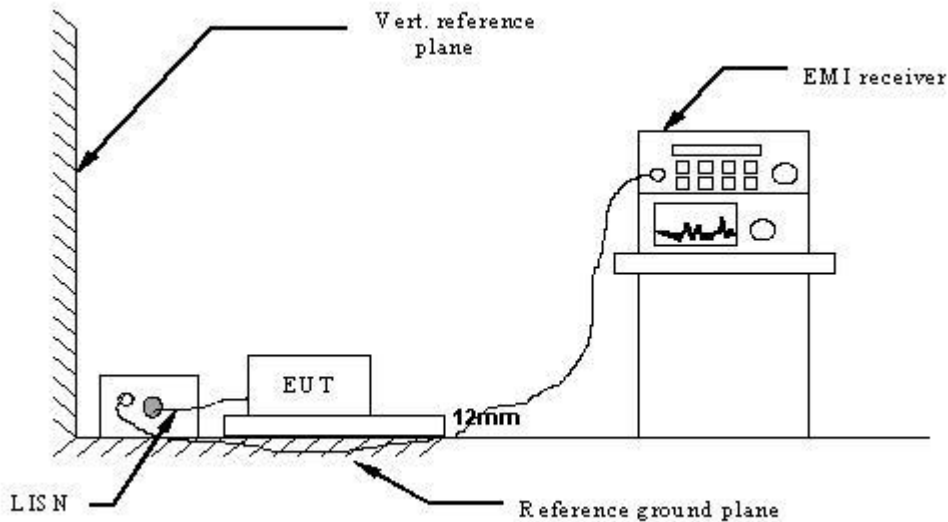 Vert. reference
plane
EMI receiver
EUT
12mm
LISN
Reference ground plane